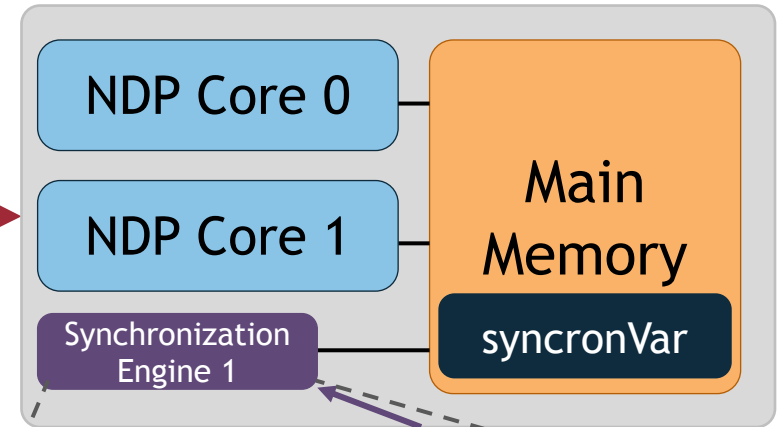 NDP Core 0
NDP Core 1
Synchronization
Engine 1
Main
Memory
syncronVar